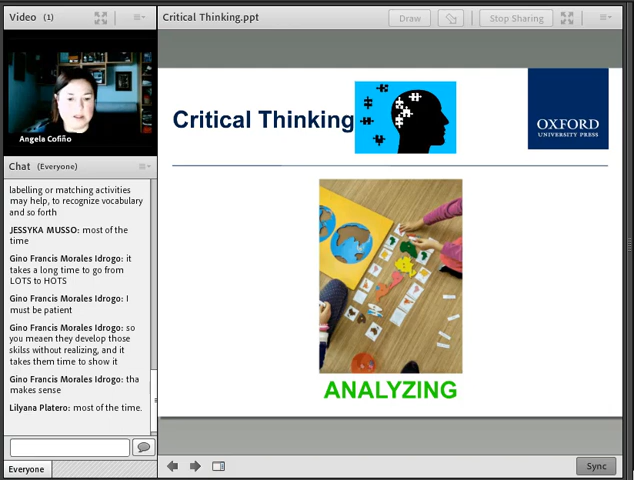 Video (1)
Angela Cofiño
Chat (Everyone)
labelling or matching activities
may help, to recognize vocabulary
and so forth
JESSYKA MUSSO: most of the
time
Gino Francis Morales Idrogo: it
takes a long time to go from
LOTS to HOTS
Gino Francis Morales Idrogo: I
must be patient
Gino Francis Morales Idrogo: so
you meaen they develop those
skilss without realizing, and it
takes them time to show it
Gino Francis Morales Idrogo: tha
makes sense
Lilyana Platero: most of the time.
Everyone
Critical Thinking.ppt
Draw
Stop Sharing
Critical Thinking
OXFORD
UNIVERSITY PRESS
ANALYZING
Sync